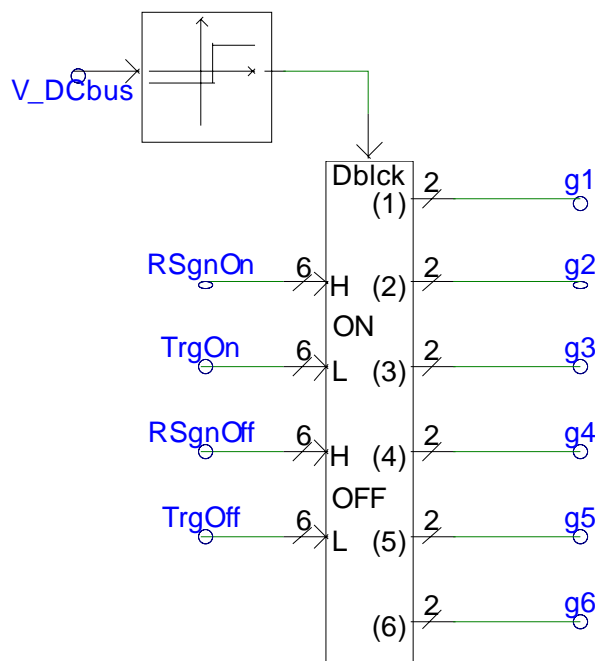 V_DCbus
Dblck
(1) 2 g1
RSgnOn 6 H (2) 2 g2
ON
TrgOn 6 L (3) 2 g3
RSgnOff 6 H (4) 2 g4
OFF
TrgOff 6 L (5) 2 g5
(6) 2 g6